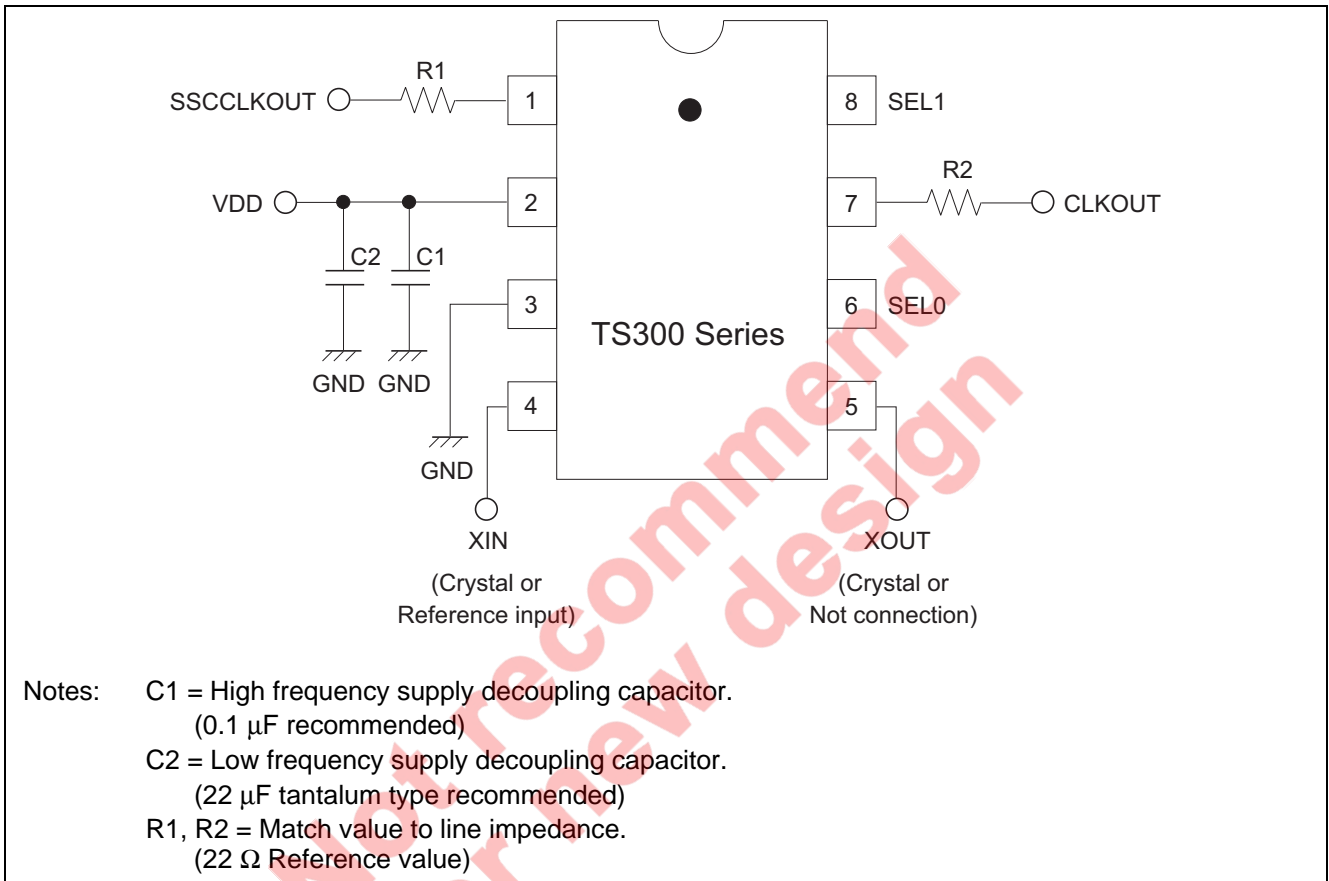 R1
SSCCLKOUT
1
8
SEL1
R2
VDD
2
7
CLKOUT
C2
C1
3
6
SEL0
TS300 Series
GND
GND
4
5
GND
XIN
XOUT
(Crystal or
Reference input)
(Crystal or
Not connection)
Notes: C1 = High frequency supply decoupling capacitor.
(0.1 μF recommended)
C2 = Low frequency supply decoupling capacitor.
(22 μF tantalum type recommended)
R1, R2 = Match value to line impedance.
(22 Ω Reference value)
Not recommend
new design